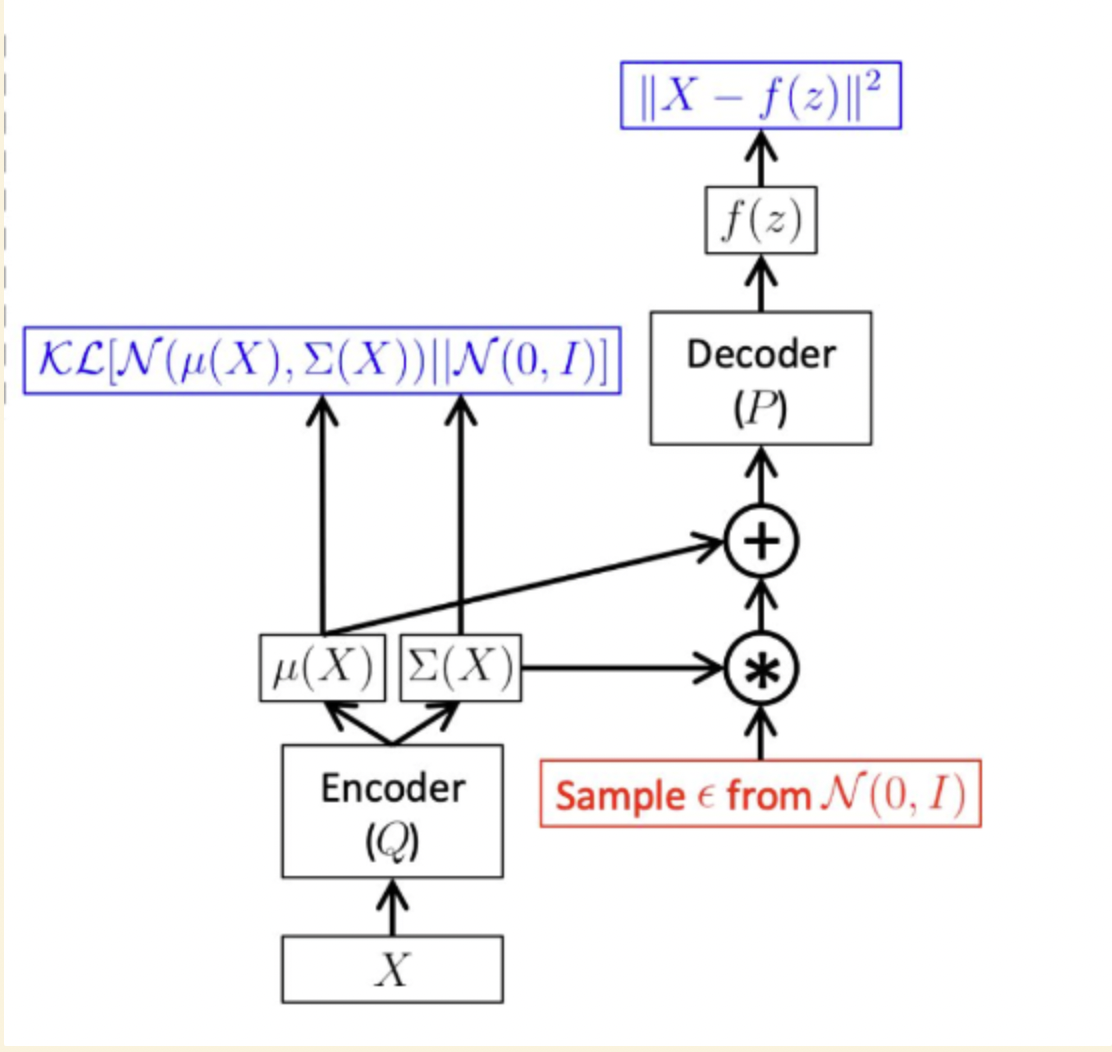 ‖X − f(z)‖²
f(z)
𝒦ℒ[𝒩(μ(X), Σ(X))||𝒩(0, I)]
Decoder
(P)
+
μ(X)
Σ(X)
*
Encoder
(Q)
Sample ϵ from 𝒩(0, I)
X